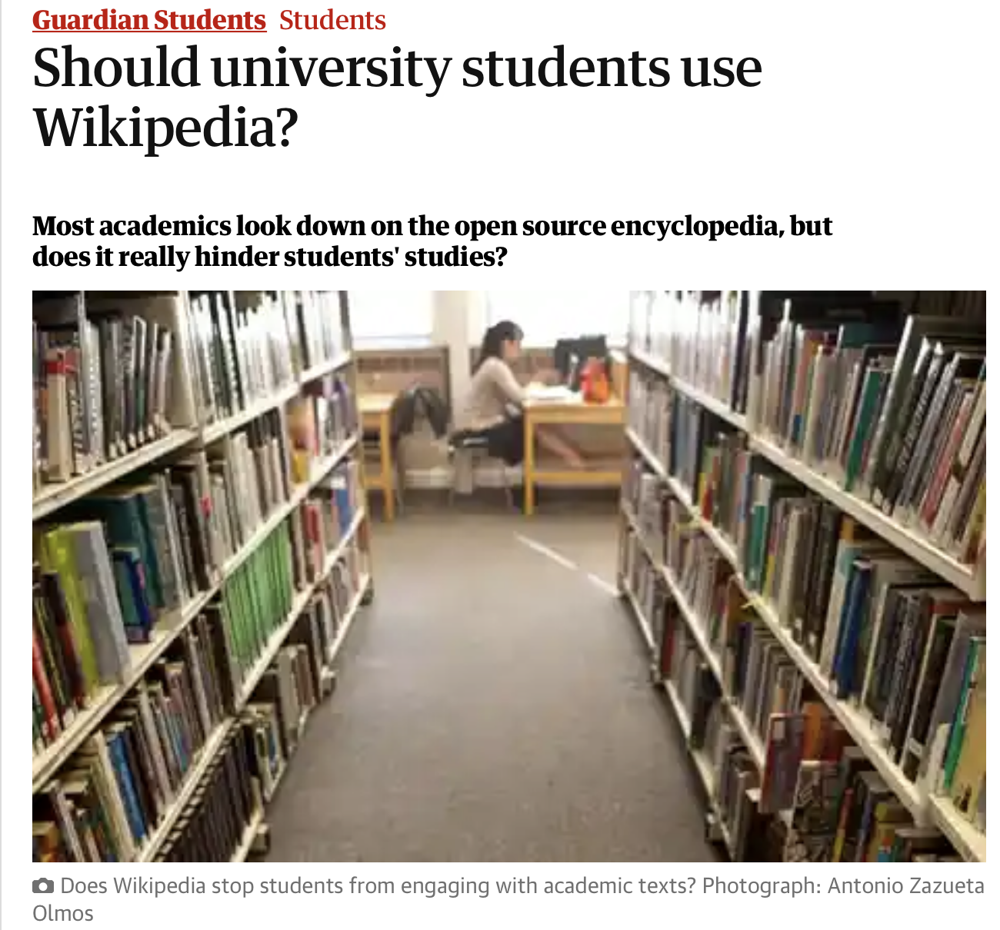 Guardian Students Students
Should university students use
Wikipedia?
Most academics look down on the open source encyclopedia, but
does it really hinder students' studies?
Does Wikipedia stop students from engaging with academic texts? Photograph: Antonio Zazueta
Olmos